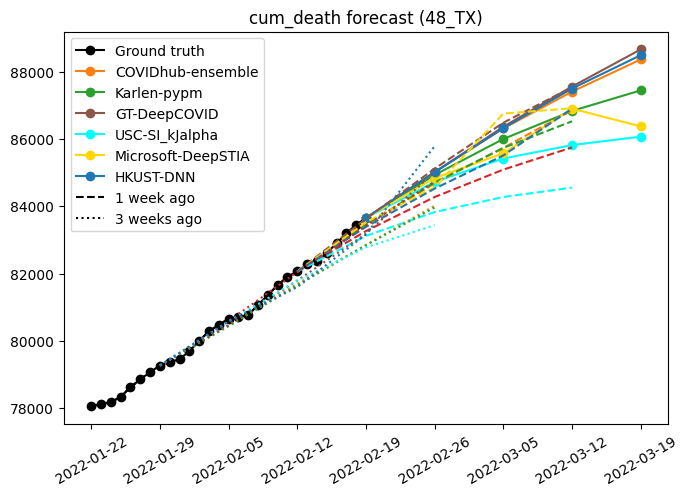 cum_death forecast (48_TX)
Ground truth
COVIDhub-ensemble
Karlen-pypm
GT-DeepCOVID
USC-SI_kJalpha
Microsoft-DeepSTIA
HKUST-DNN
1 week ago
3 weeks ago
88000
86000
84000
82000
80000
78000
2022-01-22
2022-01-29
2022-02-05
2022-02-12
2022-02-19
2022-02-26
2022-03-05
2022-03-12
2022-03-19